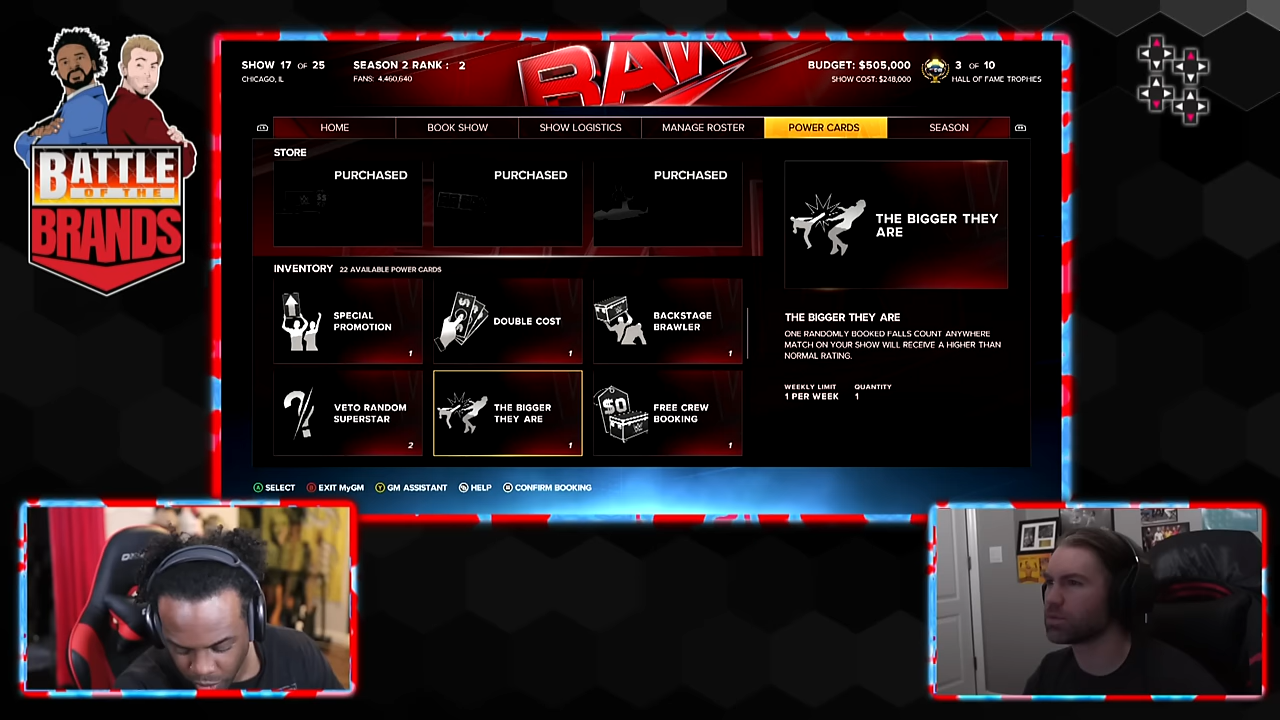 SHOW 17 OF 25
CHICAGO, IL
SEASON 2 RANK : 2
FANS: 4,460,640
RAW
BUDGET: $505,000
SHOW COST: $248,000
3 OF 10
HALL OF FAME TROPHIES
HOME
BOOK SHOW
SHOW LOGISTICS
MANAGE ROSTER
POWER CARDS
SEASON
BATTLE
OF THE
BRANDS
STORE
PURCHASED
PURCHASED
PURCHASED
INVENTORY 22 AVAILABLE POWER CARDS
SPECIAL
PROMOTION
1
DOUBLE COST
1
BACKSTAGE
BRAWLER
1
VETO RANDOM
SUPERSTAR
2
THE BIGGER
THEY ARE
1
$0
FREE CREW
BOOKING
1
THE BIGGER THEY
ARE
THE BIGGER THEY ARE
ONE RANDOMLY BOOKED FALLS COUNT ANYWHERE
MATCH ON YOUR SHOW WILL RECEIVE A HIGHER THAN
NORMAL RATING.
WEEKLY LIMIT
1 PER WEEK
QUANTITY
1
A SELECT
B EXIT MyGM
Y GM ASSISTANT
HELP
CONFIRM BOOKING